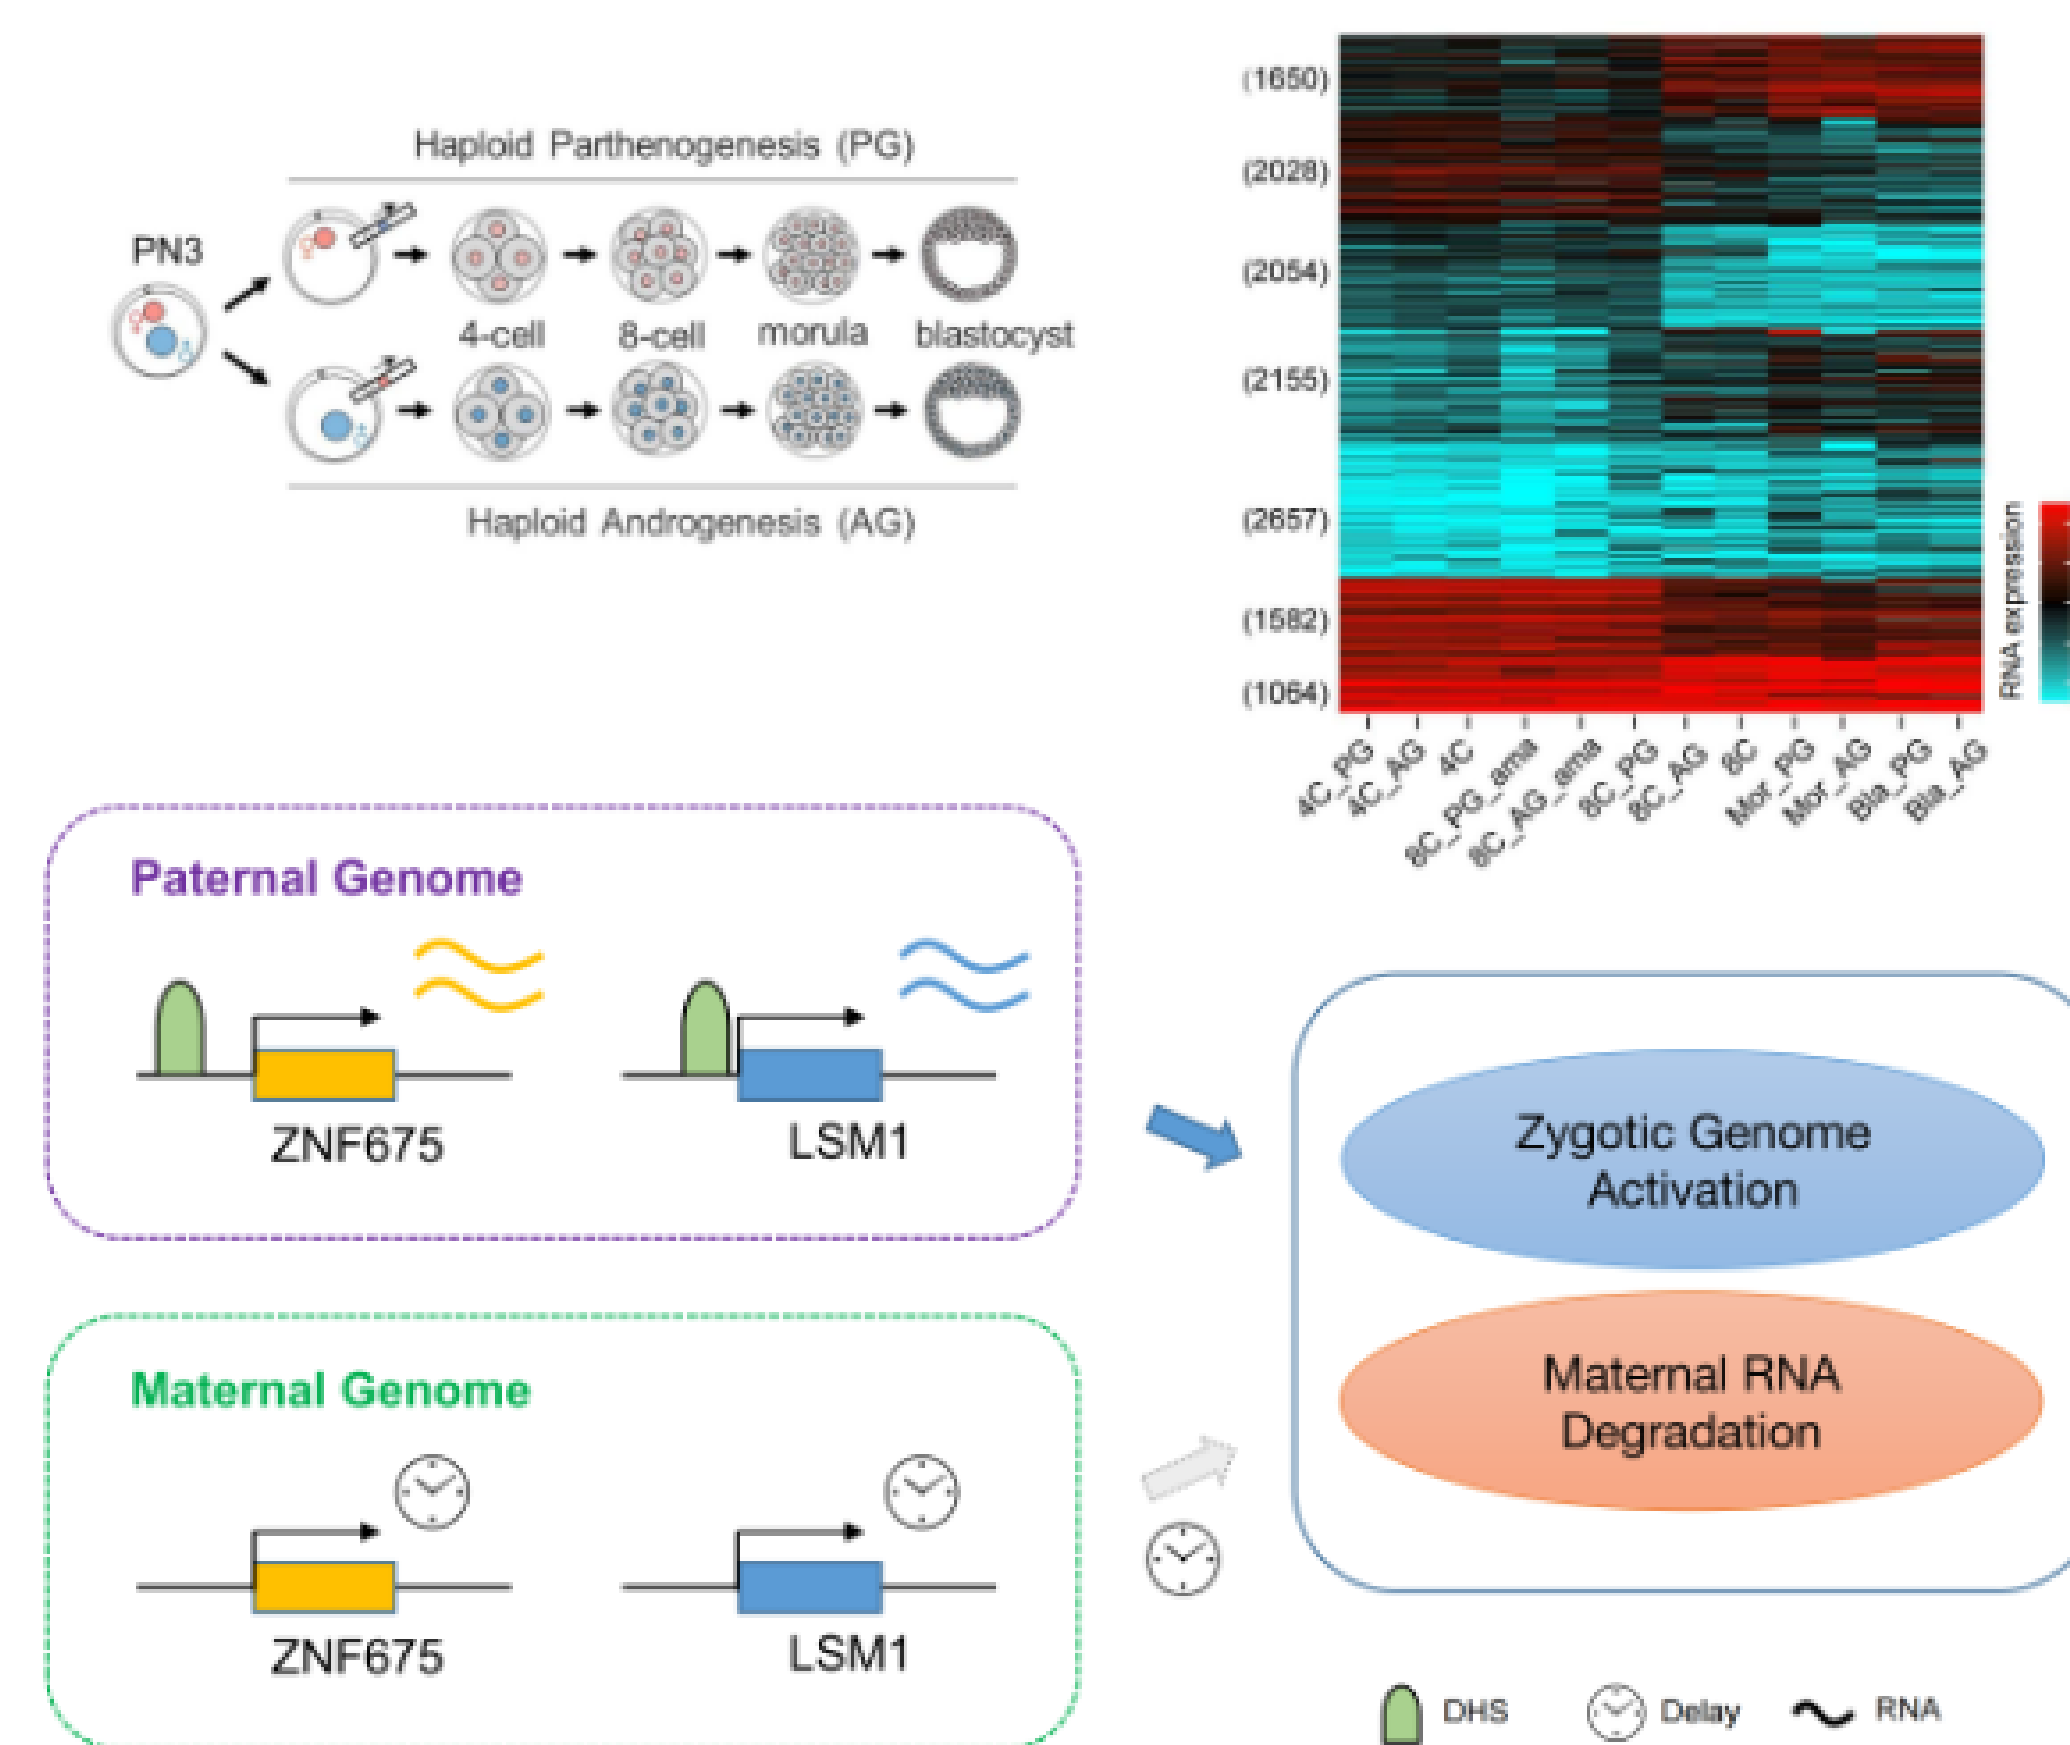 Haploid Parthenogenesis (PG)
PN3
4-cell
8-cell
morula
blastocyst
Haploid Androgenesis (AG)
(1650)
(2028)
(2054)
(2155)
(2657)
(1582)
(1064)
RNA expression
4C_PG
4C_AG
4C
8C_PG_ama
8C_AG_ama
8C_PG
8C_AG
8C
Mor_PG
Mor_AG
Bla_PG
Bla_AG
Paternal Genome
ZNF675
LSM1
Zygotic Genome
Activation
Maternal RNA
Degradation
Maternal Genome
ZNF675
LSM1
DHS
Delay
RNA